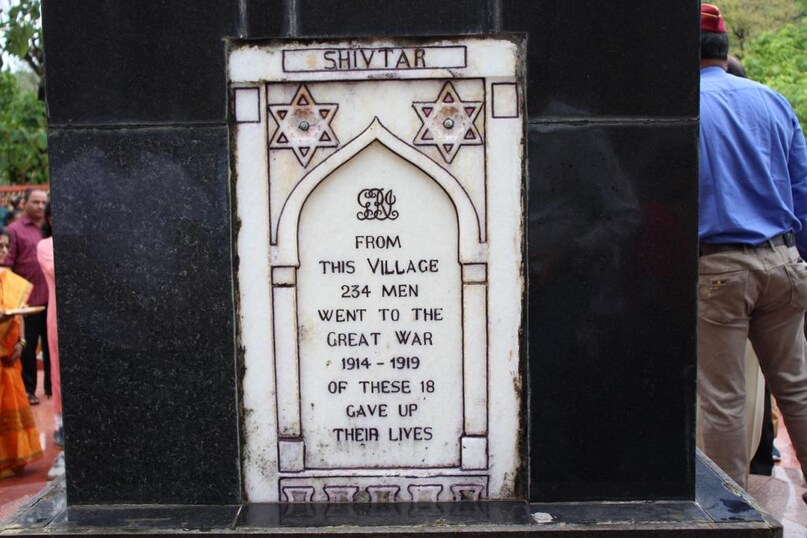 SHIVTAR
GRI
FROM
THIS VILLAGE
234 MEN
WENT TO THE
GREAT WAR
1914 - 1919
OF THESE 18
GAVE UP
THEIR LIVES